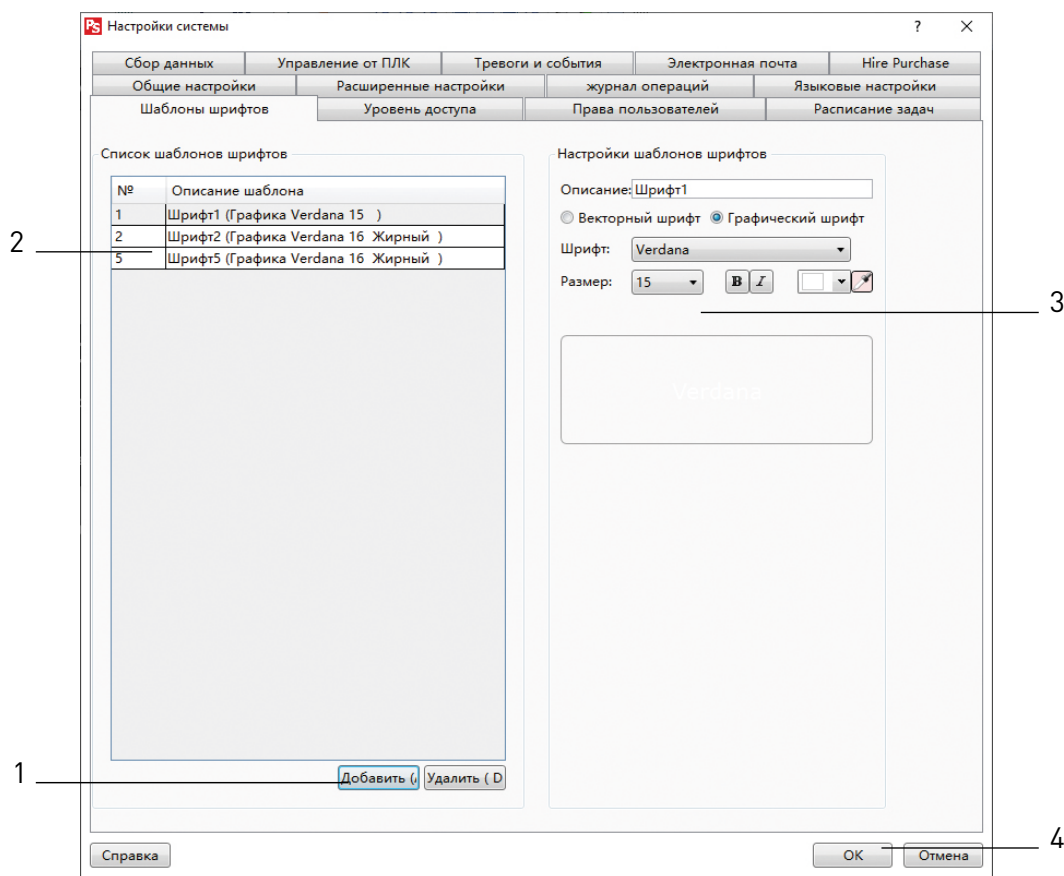 PS Настройки системы ?
Сбор данных Управление от ПЛК Тревоги и события Электронная почта Hire Purchase
Общие настройки Расширенные настройки журнал операций Языковые настройки
Шаблоны шрифтов Уровень доступа Права пользователей Расписание задач
Список шаблонов шрифтов
№ Описание шаблона
1 Шрифт1 (Графика Verdana 15 )
2 Шрифт2 (Графика Verdana 16 Жирный )
5 Шрифт5 (Графика Verdana 16 Жирный )
2
Настройки шаблонов шрифтов
Описание: Шрифт1
Векторный шрифт Графический шрифт
Шрифт: Verdana
Размер: 15 B I
3
Verdana
1
Добавить ( Удалить ( D
Справка OK Отмена
4